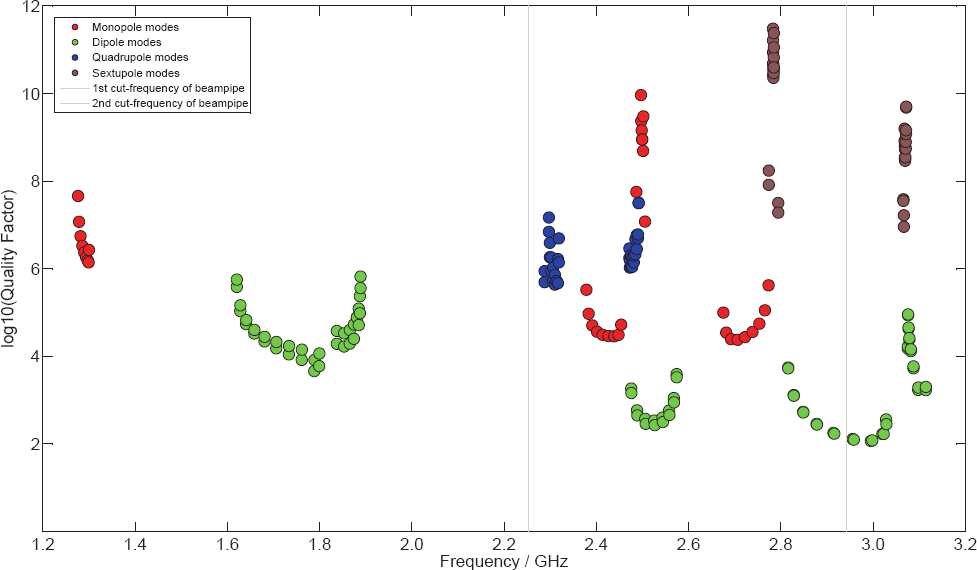 12
10
8
6
4
2
log10(Quality Factor)
Monopole modes
Dipole modes
Quadrupole modes
Sextupole modes
1st cut-frequency of beampipe
2nd cut-frequency of beampipe
1.2 1.4 1.6 1.8 2.0 2.2 2.4 2.6 2.8 3.0 3.2
Frequency / GHz